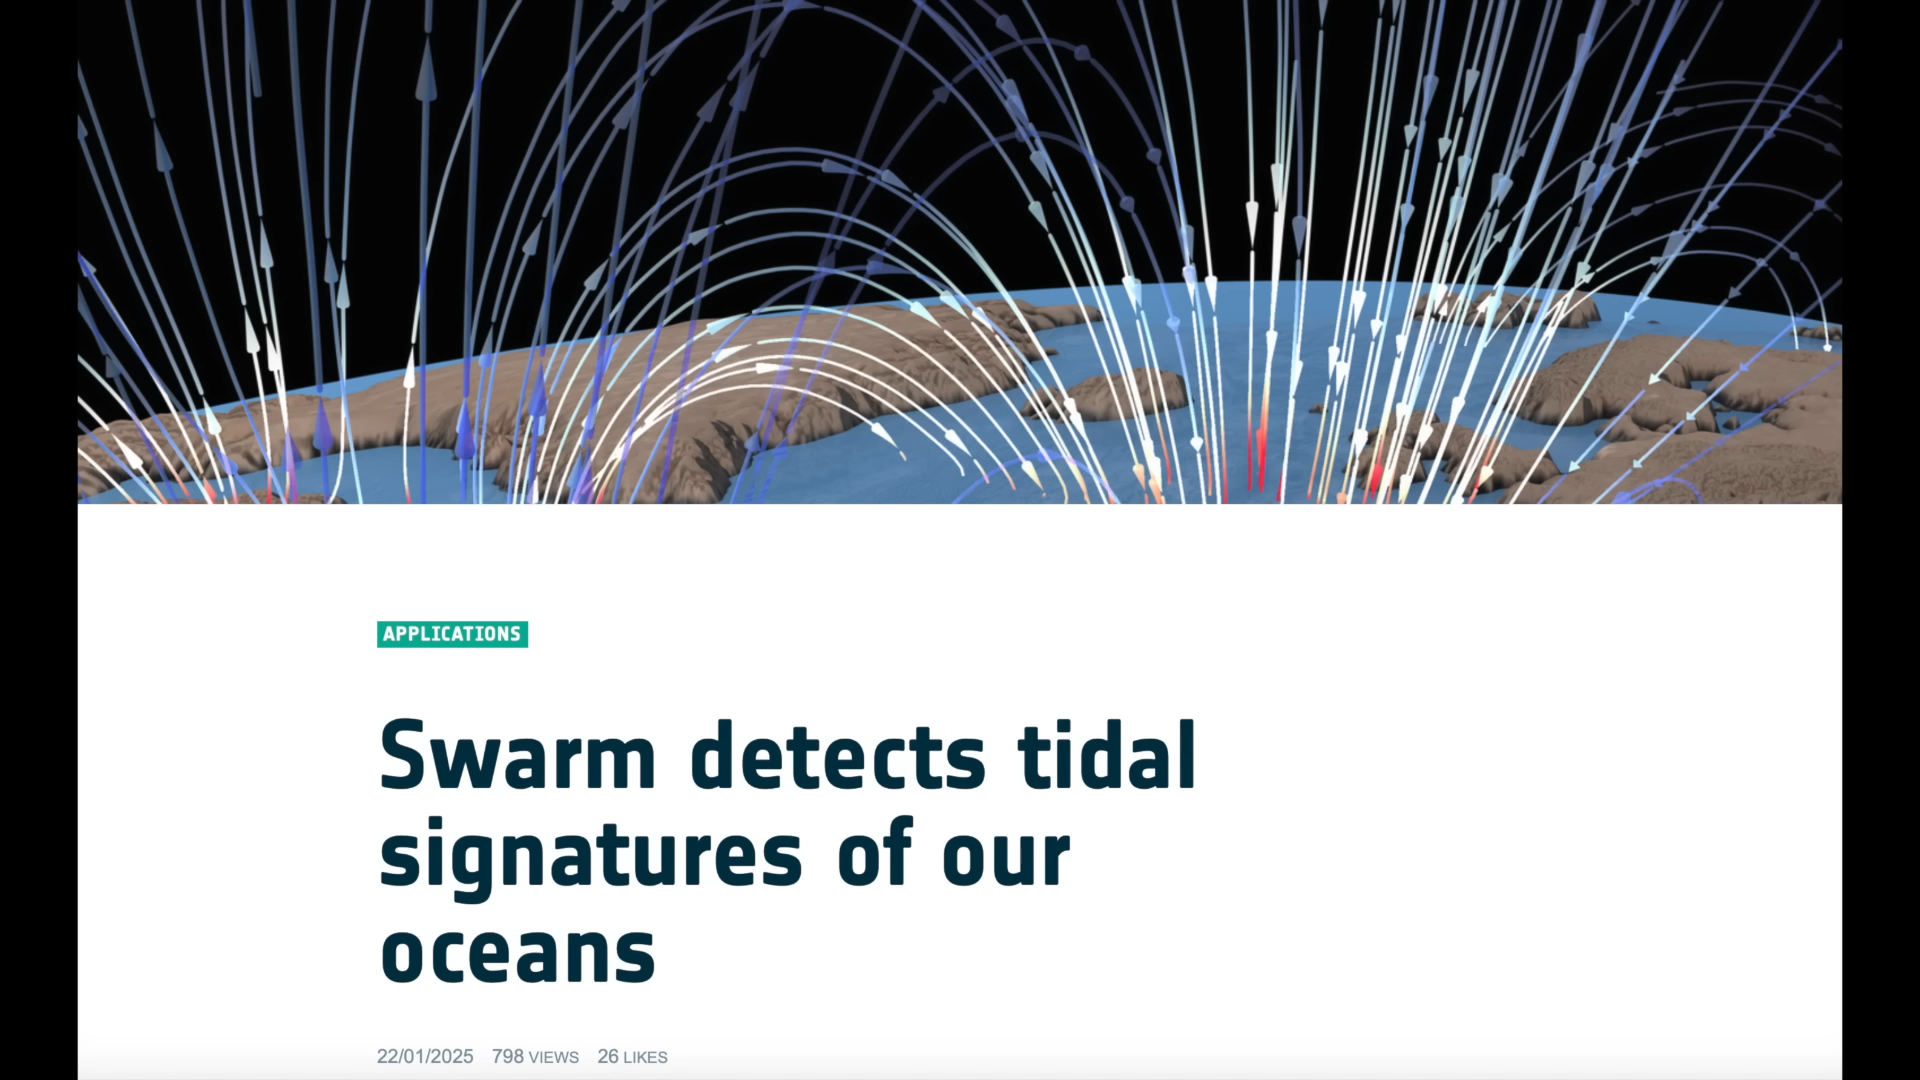 APPLICATIONS
Swarm detects tidal
signatures of our
oceans
22/01/2025 798 VIEWS 26 LIKES